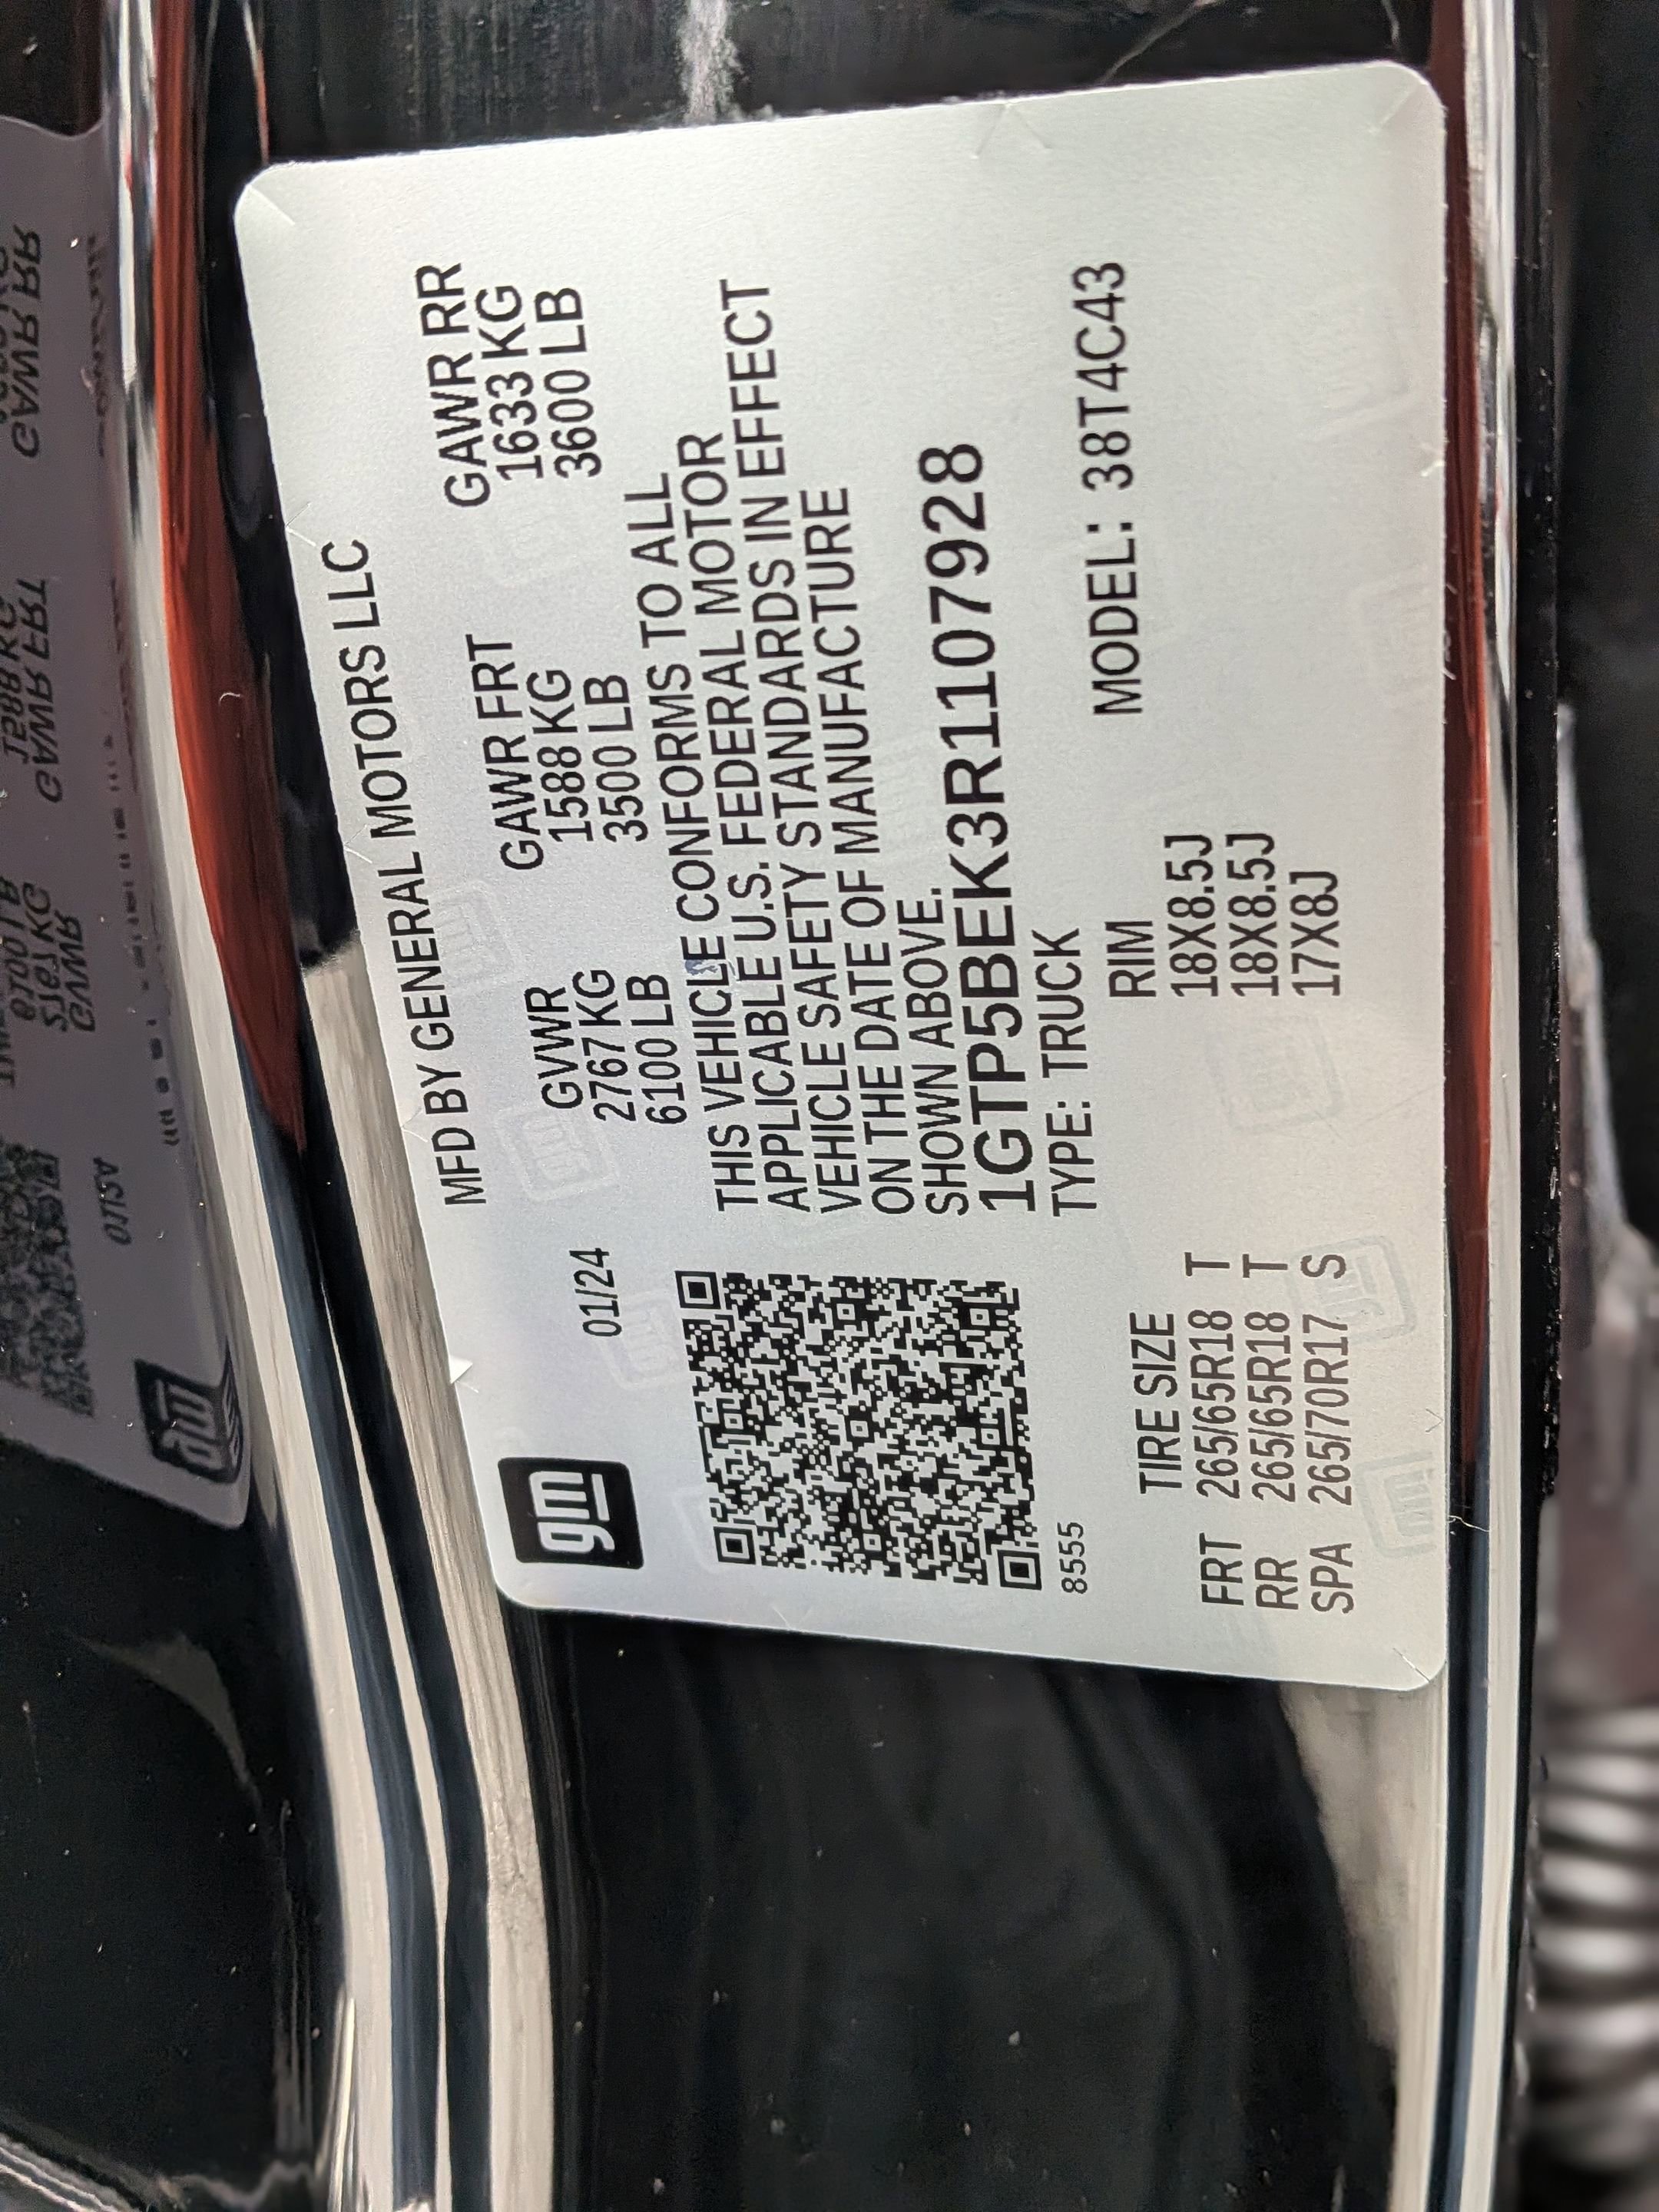 gm
MFD BY GENERAL MOTORS LLC
01/24
GVWR GAWR FRT GAWR RR
2767 KG 1588 KG 1633 KG
6100 LB 3500 LB 3600 LB
THIS VEHICLE CONFORMS TO ALL
APPLICABLE U.S. FEDERAL MOTOR
VEHICLE SAFETY STANDARDS IN EFFECT
ON THE DATE OF MANUFACTURE
SHOWN ABOVE.
1GTP5BEK3R1107928
8555
TYPE: TRUCK
MODEL: 38T4C43
TIRE SIZE RIM
FRT 265/65R18 T 18X8.5J
RR 265/65R18 T 18X8.5J
SPA 265/70R17 S 17X8J